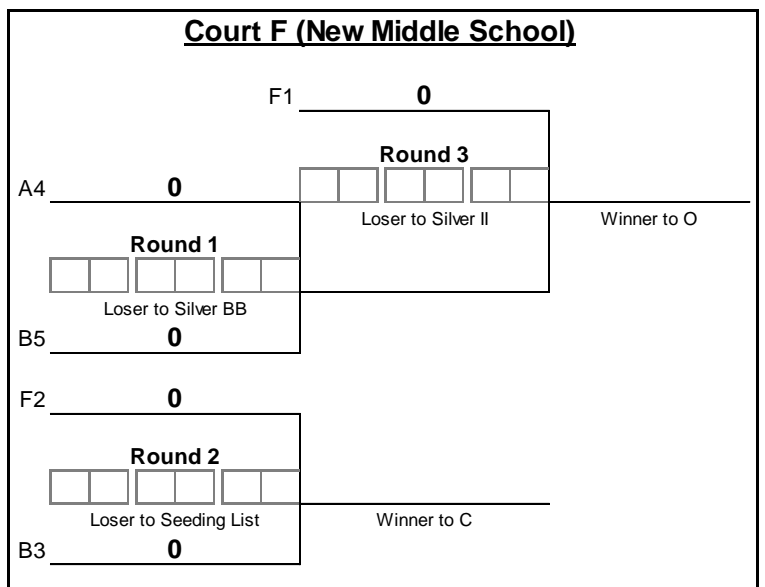 Court F (New Middle School)
F1 0
Round 3
A4 0
Loser to Silver II Winner to O
Round 1
Loser to Silver BB
B5 0
F2 0
Round 2
Loser to Seeding List Winner to C
B3 0